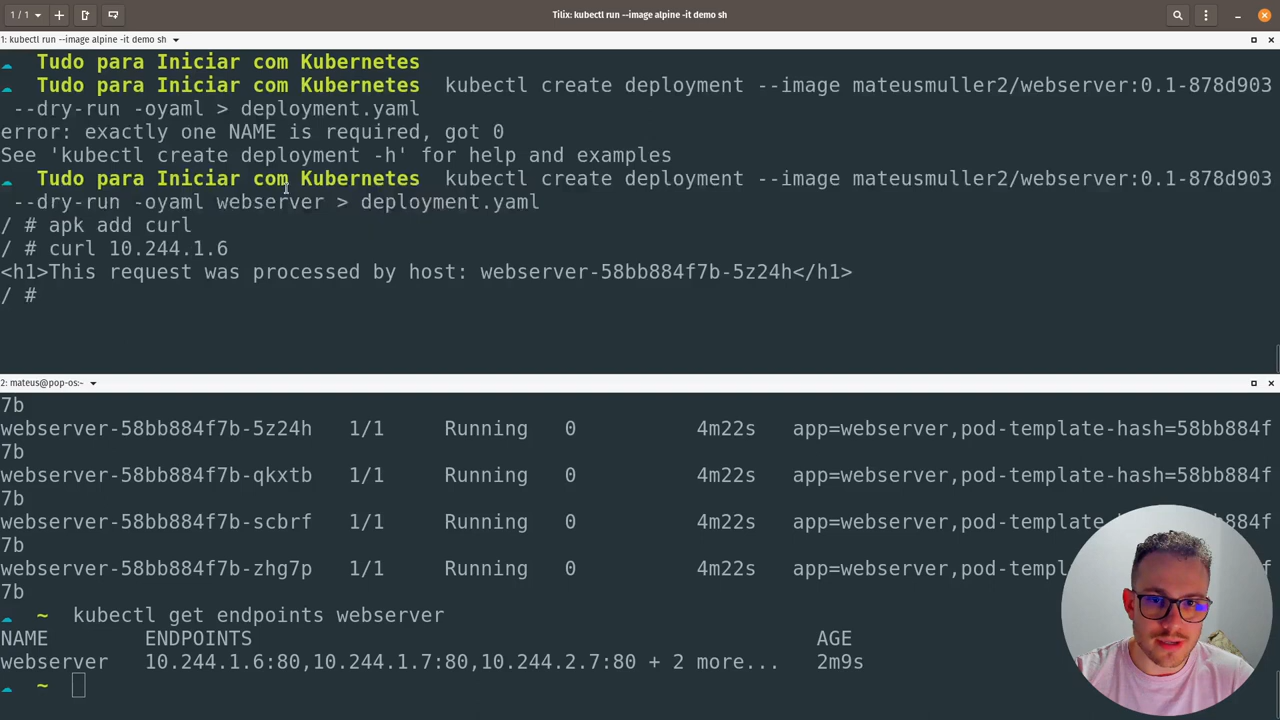 1 / 1
Tilix: kubectl run --image alpine -it demo sh
1: kubectl run --image alpine -it demo sh
Tudo para Iniciar com Kubernetes
Tudo para Iniciar com Kubernetes kubectl create deployment --image mateusmuller2/webserver:0.1-878d903
--dry-run -oyaml > deployment.yaml
error: exactly one NAME is required, got 0
See 'kubectl create deployment -h' for help and examples
Tudo para Iniciar com Kubernetes kubectl create deployment --image mateusmuller2/webserver:0.1-878d903
--dry-run -oyaml webserver > deployment.yaml
/ # apk add curl
/ # curl 10.244.1.6
<h1>This request was processed by host: webserver-58bb884f7b-5z24h</h1>
/ #
2: mateus@pop-os:~
7b
webserver-58bb884f7b-5z24h 1/1 Running 0 4m22s app=webserver,pod-template-hash=58bb884f
7b
webserver-58bb884f7b-qkxtb 1/1 Running 0 4m22s app=webserver,pod-template-hash=58bb884f
7b
webserver-58bb884f7b-scbrf 1/1 Running 0 4m22s app=webserver,pod-template-hash=58bb884f
7b
webserver-58bb884f7b-zhg7p 1/1 Running 0 4m22s app=webserver,pod-templ 884f
7b
~ kubectl get endpoints webserver
NAME ENDPOINTS AGE
webserver 10.244.1.6:80,10.244.1.7:80,10.244.2.7:80 + 2 more... 2m9s
~